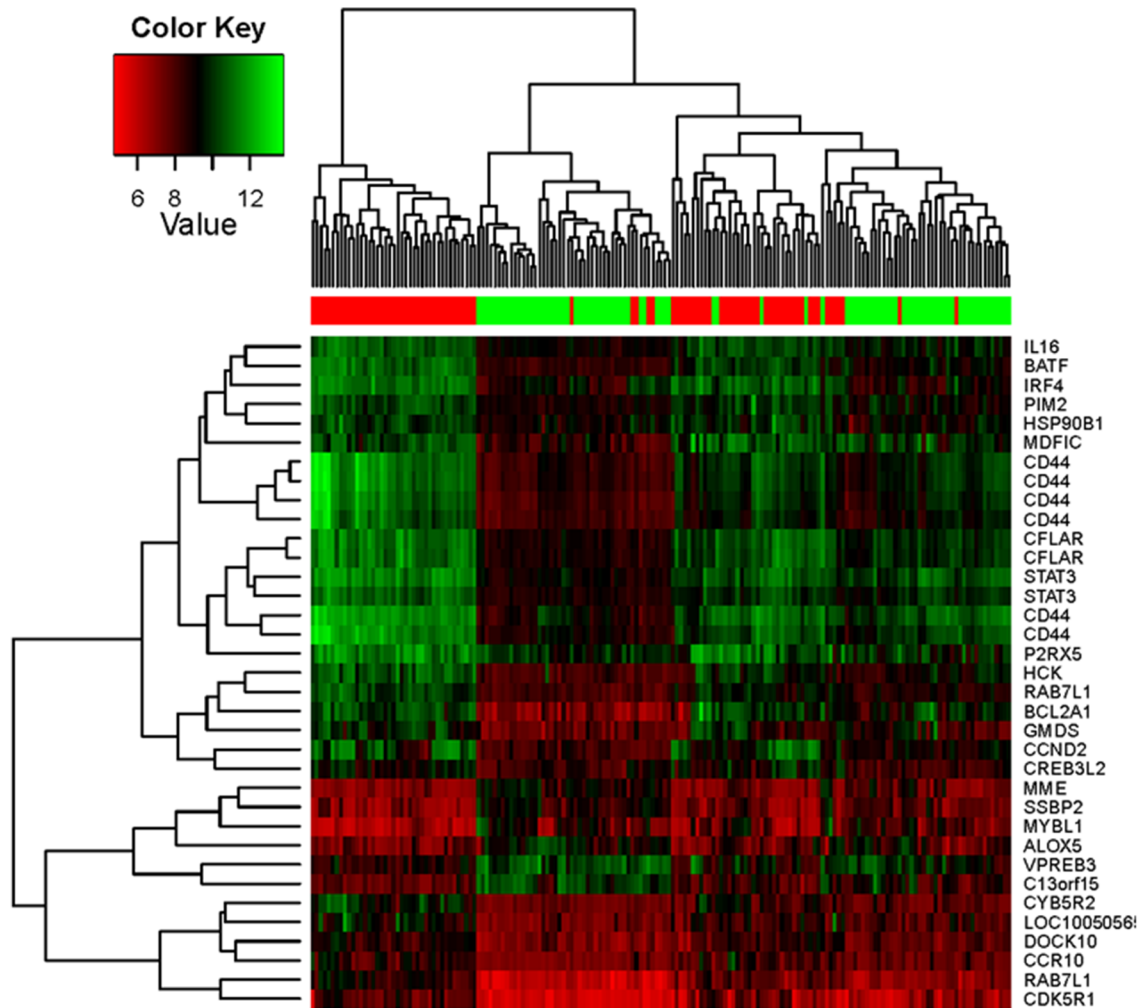 Color Key
6 8 12
Value
IL16
BATF
IRF4
PIM2
HSP90B1
MDFIC
CD44
CD44
CD44
CD44
CFLAR
CFLAR
STAT3
STAT3
CD44
CD44
P2RX5
HCK
RAB7L1
BCL2A1
GMDS
CCND2
CREB3L2
MME
SSBP2
MYBL1
ALOX5
VPREB3
C13orf15
CYB5R2
LOC10050565
DOCK10
CCR10
RAB7L1
CDK5R1